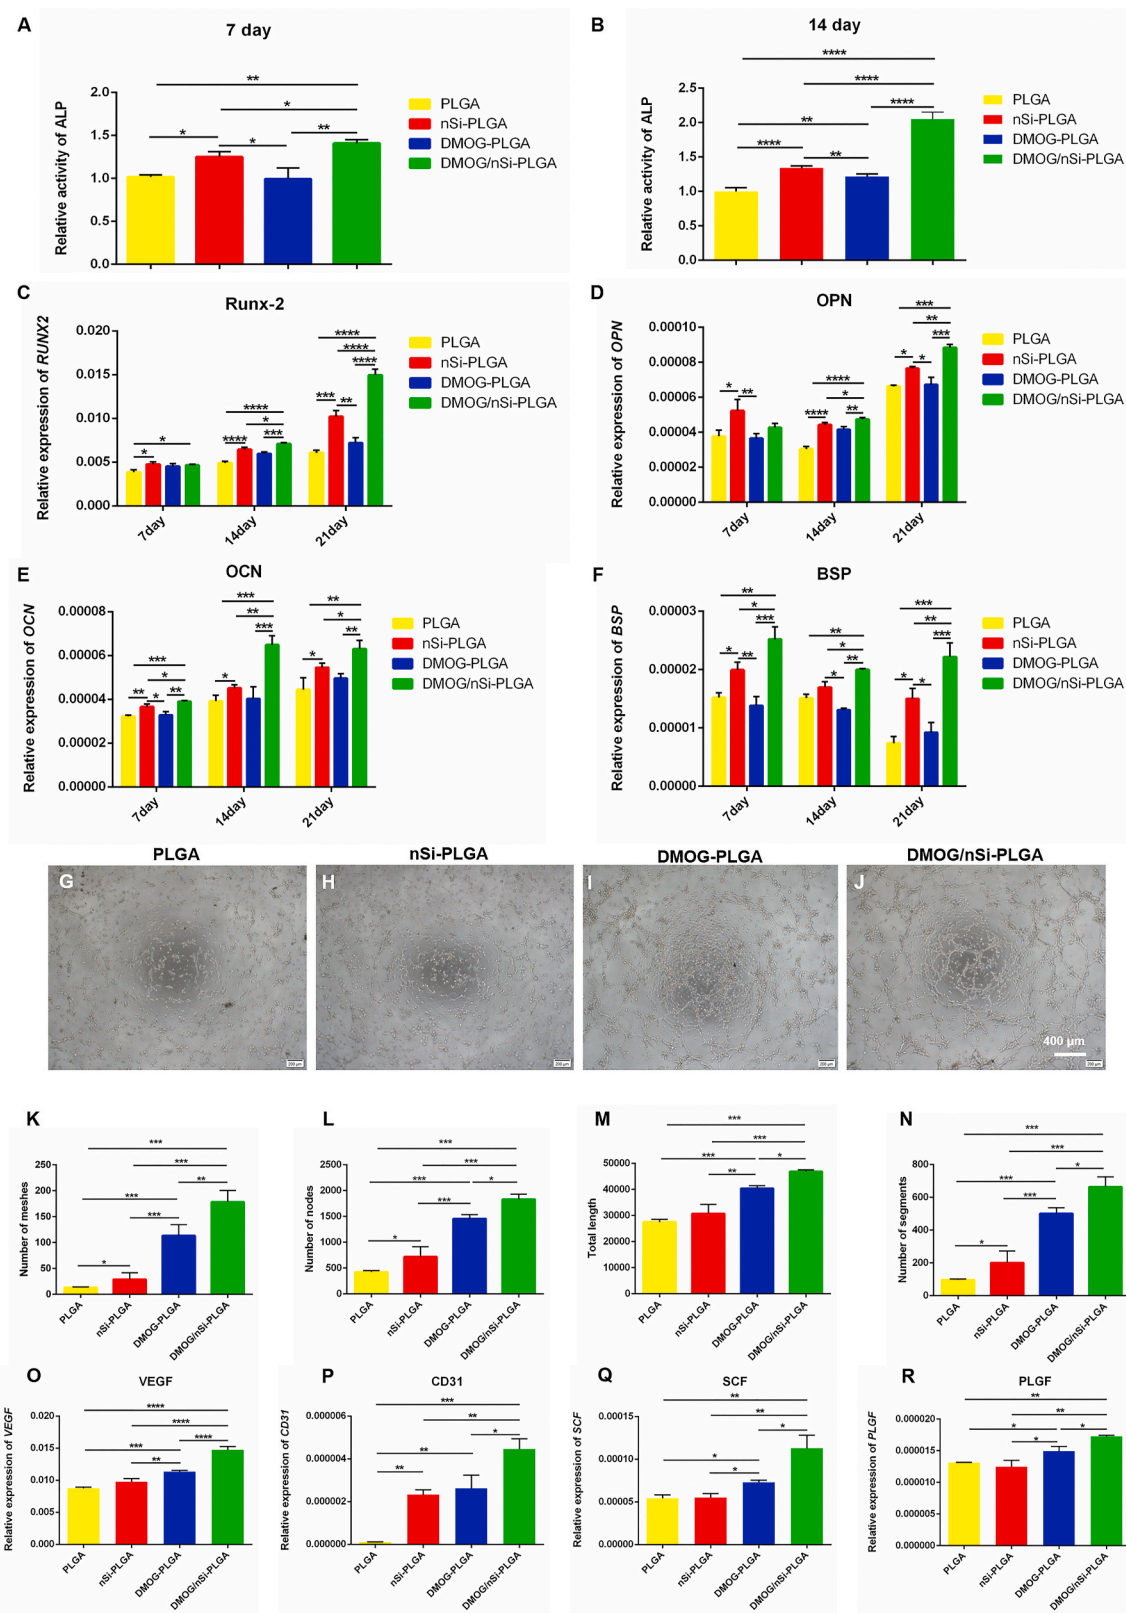 A
7 day
Relative activity of ALP
2.0
1.5
1.0
0.5
0.0
**
*
*
*
**
PLGA
nSi-PLGA
DMOG-PLGA
DMOG/nSi-PLGA
B
14 day
Relative activity of ALP
2.5
2.0
1.5
1.0
0.5
0.0
****
****
****
**
****
**
PLGA
nSi-PLGA
DMOG-PLGA
DMOG/nSi-PLGA
C
Runx-2
Relative expression of RUNX2
0.020
0.015
0.010
0.005
0.000
*
*
****
*
****
***
****
****
****
***
**
7day
14day
21day
PLGA
nSi-PLGA
DMOG-PLGA
DMOG/nSi-PLGA
D
OPN
Relative expression of OPN
0.00010
0.00008
0.00006
0.00004
0.00002
0.00000
*
**
****
*
****
**
***
**
***
*
*
7day
14day
21day
PLGA
nSi-PLGA
DMOG-PLGA
DMOG/nSi-PLGA
E
OCN
Relative expression of OCN
0.00008
0.00006
0.00004
0.00002
0.00000
***
*
**
*
**
***
**
***
*
**
*
**
*
7day
14day
21day
PLGA
nSi-PLGA
DMOG-PLGA
DMOG/nSi-PLGA
F
BSP
Relative expression of BSP
0.00003
0.00002
0.00001
0.00000
**
*
***
*
**
**
*
**
*
***
**
***
*
*
7day
14day
21day
PLGA
nSi-PLGA
DMOG-PLGA
DMOG/nSi-PLGA
PLGA
nSi-PLGA
DMOG-PLGA
DMOG/nSi-PLGA
G
200 μm
H
200 μm
I
200 μm
J
400 μm
200 μm
K
Number of meshes
250
200
150
100
50
0
***
***
**
***
***
*
PLGA
nSi-PLGA
DMOG-PLGA
DMOG/nSi-PLGA
L
Number of nodes
2500
2000
1500
1000
500
0
***
***
***
*
***
*
PLGA
nSi-PLGA
DMOG-PLGA
DMOG/nSi-PLGA
M
Total length
50000
40000
30000
20000
10000
0
***
***
***
*
**
PLGA
nSi-PLGA
DMOG-PLGA
DMOG/nSi-PLGA
N
Number of segments
800
600
400
200
0
***
***
*
***
***
*
PLGA
nSi-PLGA
DMOG-PLGA
DMOG/nSi-PLGA
O
VEGF
Relative expression of VEGF
0.020
0.015
0.010
0.005
0.000
****
****
****
***
**
PLGA
nSi-PLGA
DMOG-PLGA
DMOG/nSi-PLGA
P
CD31
Relative expression of CD31
0.000006
0.000004
0.000002
0.000000
***
**
*
**
**
PLGA
nSi-PLGA
DMOG-PLGA
DMOG/nSi-PLGA
Q
SCF
Relative expression of SCF
0.00015
0.00010
0.00005
0.00000
**
**
*
*
*
PLGA
nSi-PLGA
DMOG-PLGA
DMOG/nSi-PLGA
R
PLGF
Relative expression of PLGF
0.000020
0.000015
0.000010
0.000005
0.000000
**
**
*
*
*
PLGA
nSi-PLGA
DMOG-PLGA
DMOG/nSi-PLGA